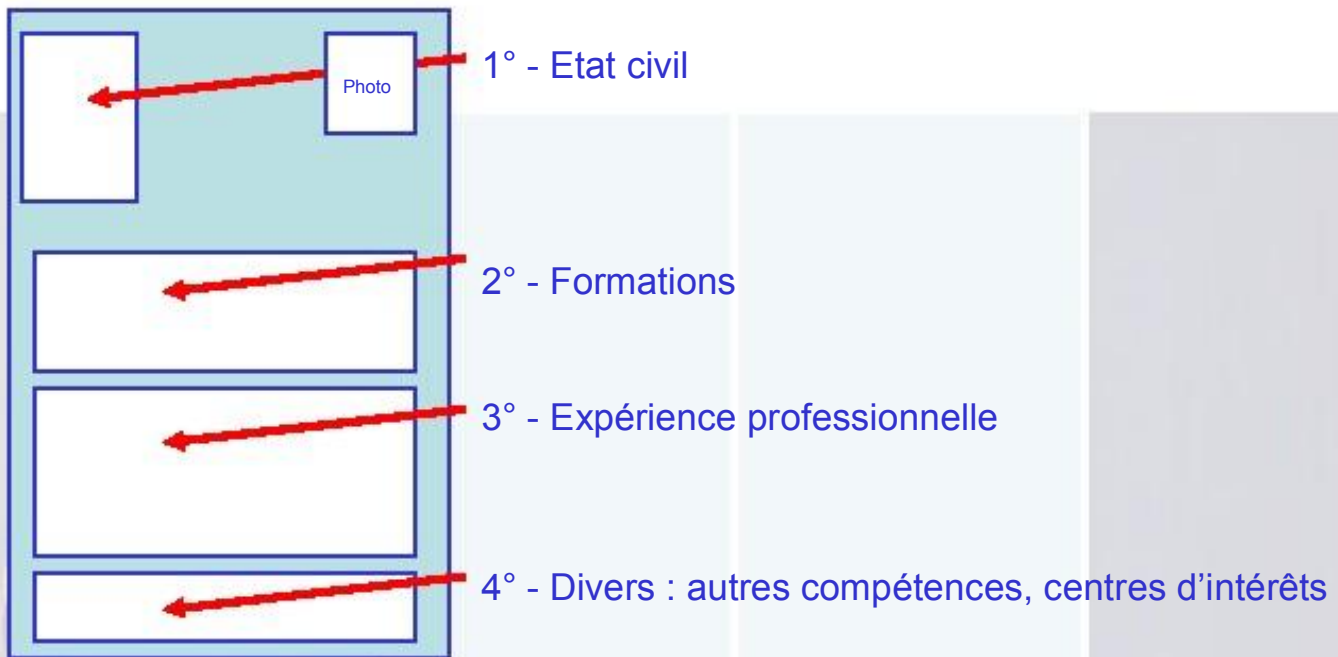 1° - Etat civil
Photo
2° - Formations
3° - Expérience professionnelle
4° - Divers : autres compétences, centres d’intérêts